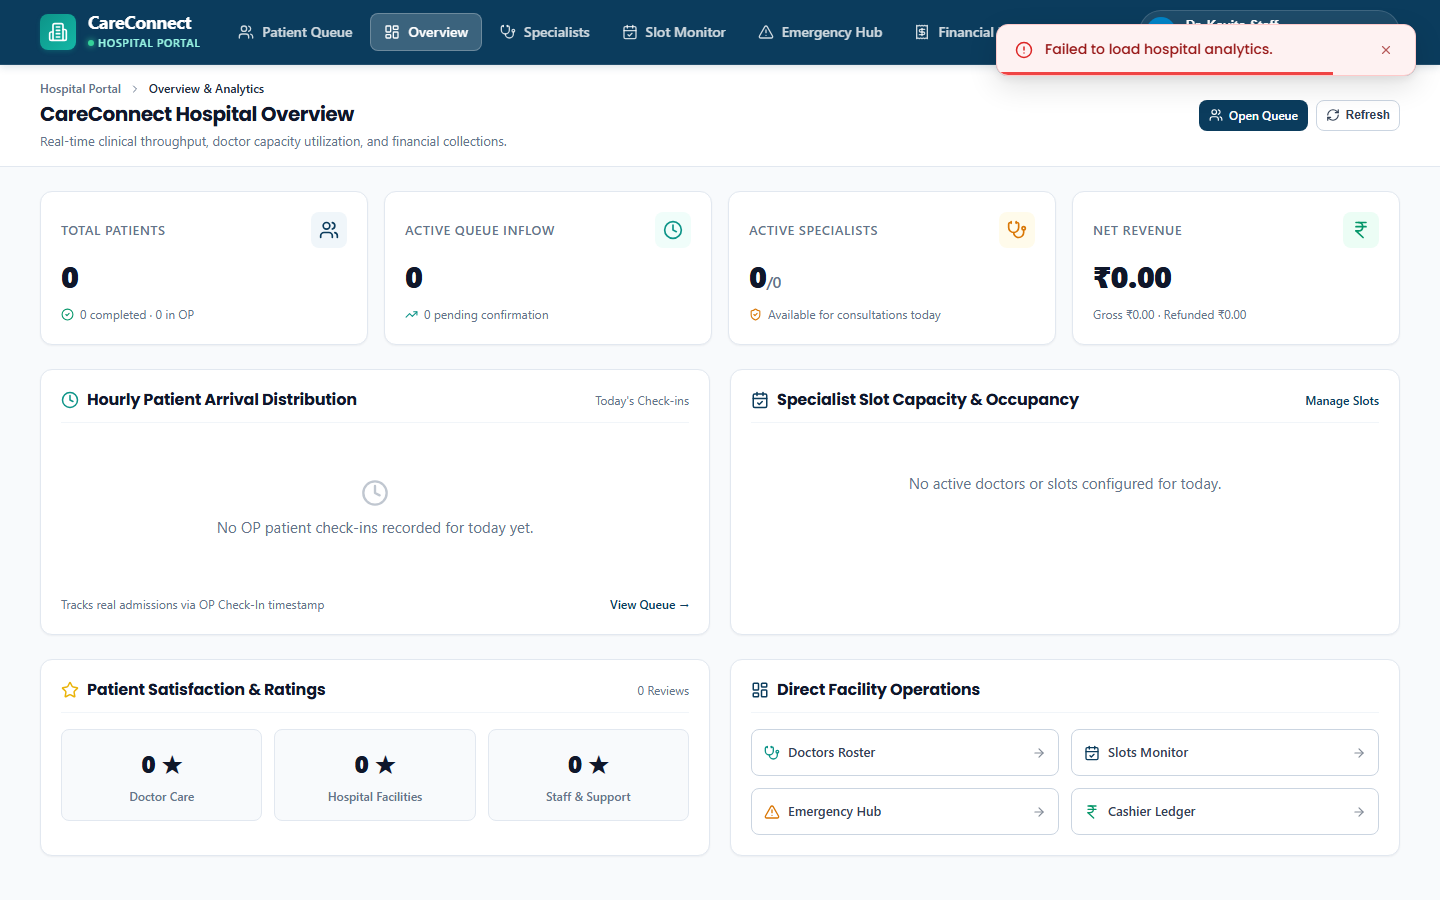 CareConnect
HOSPITAL PORTAL
Patient Queue
Overview
Specialists
Slot Monitor
Emergency Hub
Financial
Failed to load hospital analytics.
Hospital Portal > Overview & Analytics
CareConnect Hospital Overview
Real-time clinical throughput, doctor capacity utilization, and financial collections.
Open Queue
Refresh
TOTAL PATIENTS
0
0 completed · 0 in OP
ACTIVE QUEUE INFLOW
0
0 pending confirmation
ACTIVE SPECIALISTS
0/0
Available for consultations today
NET REVENUE
₹0.00
Gross ₹0.00 · Refunded ₹0.00
Hourly Patient Arrival Distribution
Today's Check-ins
No OP patient check-ins recorded for today yet.
Tracks real admissions via OP Check-In timestamp
View Queue →
Specialist Slot Capacity & Occupancy
Manage Slots
No active doctors or slots configured for today.
Patient Satisfaction & Ratings
0 Reviews
0 ★
Doctor Care
0 ★
Hospital Facilities
0 ★
Staff & Support
Direct Facility Operations
Doctors Roster
Slots Monitor
Emergency Hub
Cashier Ledger